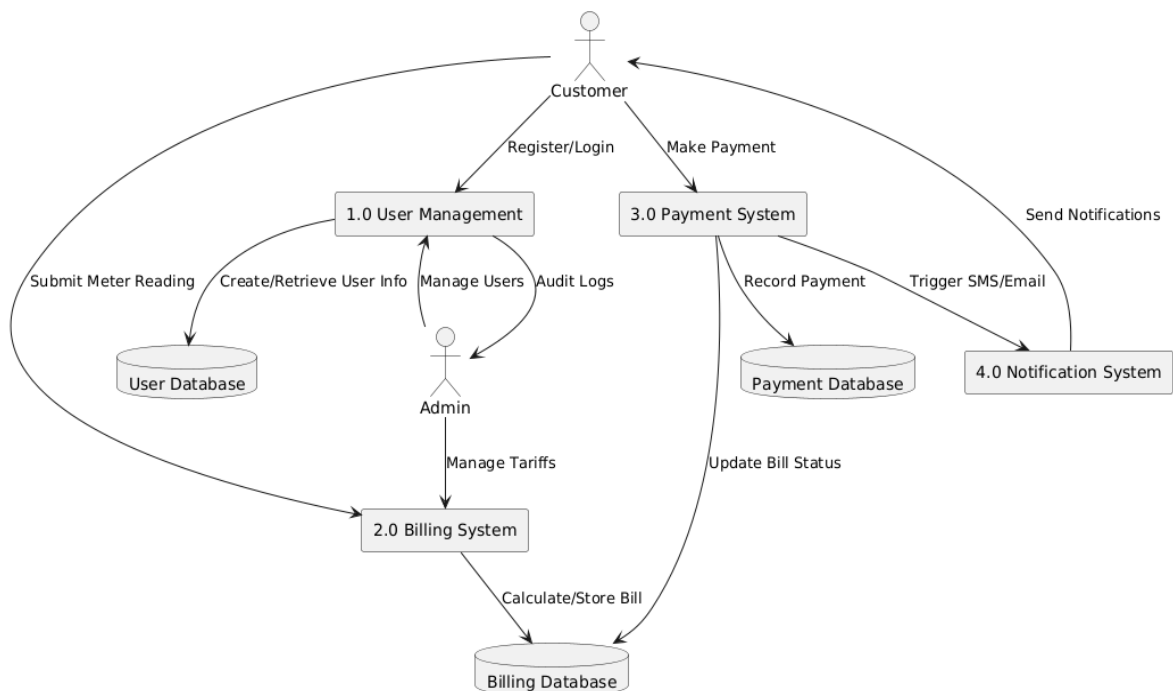 Customer
Register/Login
Make Payment
1.0 User Management
3.0 Payment System
Send Notifications
Submit Meter Reading
Create/Retrieve User Info
Manage Users
Audit Logs
Record Payment
Trigger SMS/Email
User Database
Admin
Payment Database
4.0 Notification System
Manage Tariffs
Update Bill Status
2.0 Billing System
Calculate/Store Bill
Billing Database